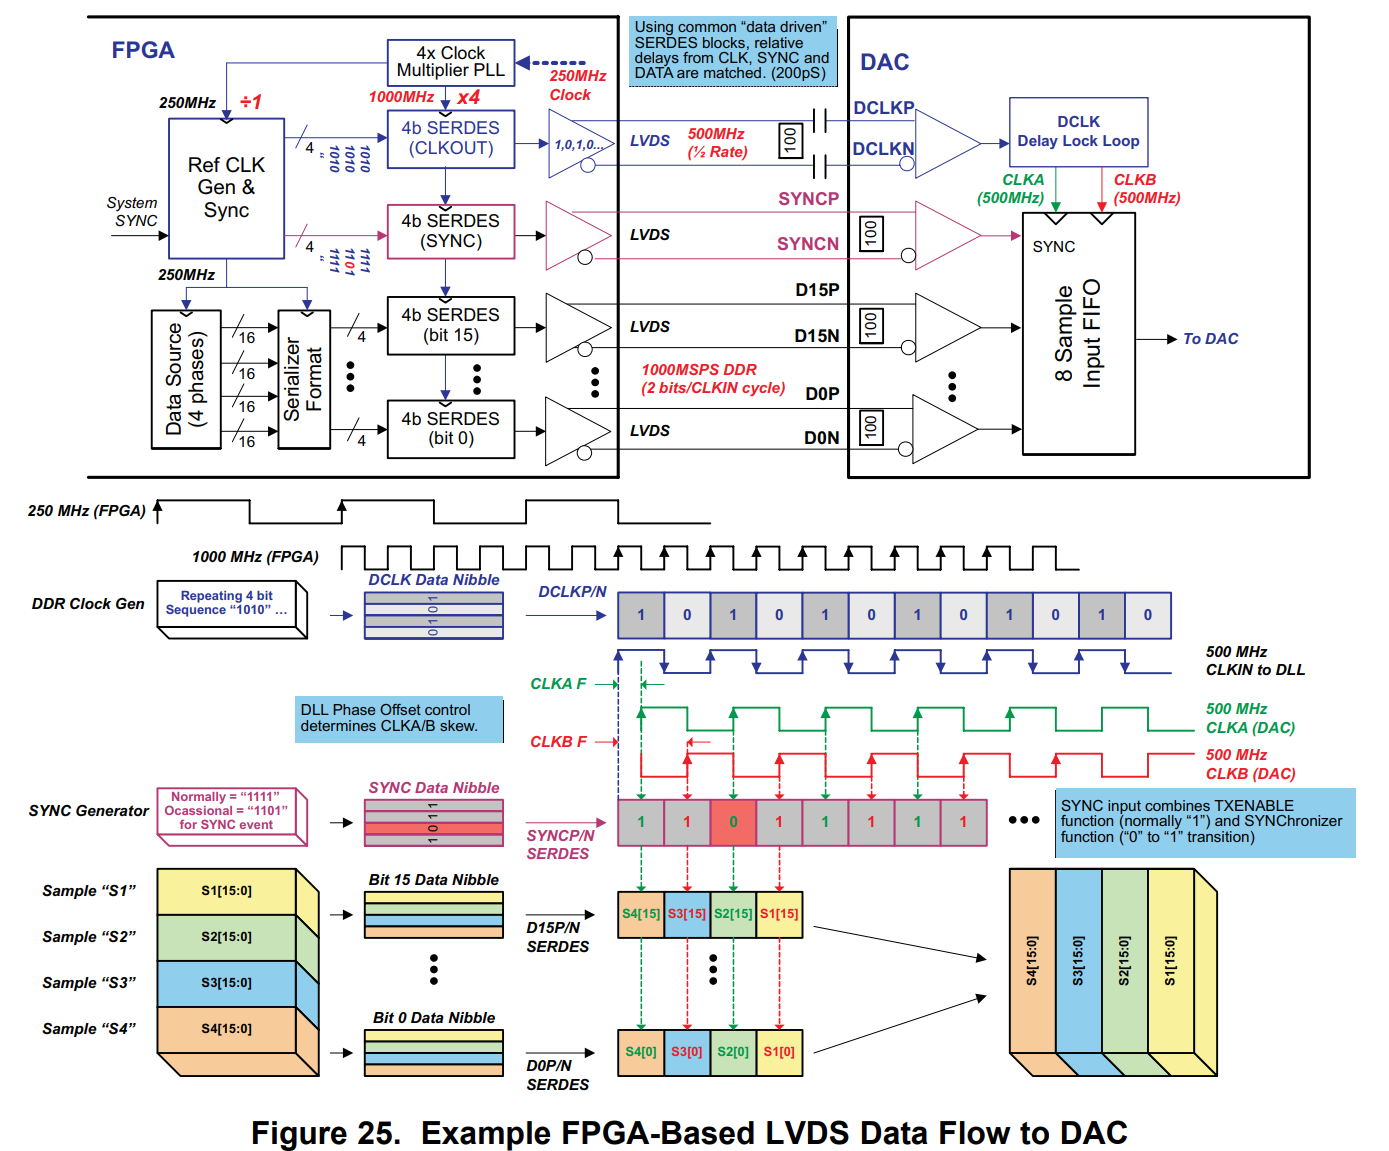 FPGA
4x Clock
Multiplier PLL
250MHz
÷1
1000MHz
x4
250MHz
Clock
Using common “data driven”
SERDES blocks, relative
delays from CLK, SYNC and
DATA are matched. (200pS)
DAC
Ref CLK
Gen &
Sync
System
SYNC
4
1010
1010
”
4b SERDES
(CLKOUT)
1,0,1,0...
LVDS
500MHz
(½ Rate)
100
DCLKP
DCLKN
DCLK
Delay Lock Loop
CLKA
(500MHz)
CLKB
(500MHz)
4
1111
1101
1111
”
4b SERDES
(SYNC)
LVDS
SYNCP
SYNCN
100
SYNC
8 Sample
Input FIFO
To DAC
250MHz
Data Source
(4 phases)
16
16
16
16
Serializer
Format
4
4
4b SERDES
(bit 15)
LVDS
D15P
D15N
100
1000MSPS DDR
(2 bits/CLKIN cycle)
4b SERDES
(bit 0)
LVDS
D0P
D0N
100
250 MHz (FPGA)
1000 MHz (FPGA)
DDR Clock Gen
Repeating 4 bit
Sequence “1010” ...
DCLK Data Nibble
0 1 0 1
DCLKP/N
1 0 1 0 1 0 1 0 1 0 1 0
500 MHz
CLKIN to DLL
CLKA F
DLL Phase Offset control
determines CLKA/B skew.
500 MHz
CLKA (DAC)
CLKB F
500 MHz
CLKB (DAC)
SYNC Generator
Normally = “1111”
Ocassional = “1101”
for SYNC event
SYNC Data Nibble
1 0 1 1
SYNCP/N
SERDES
1 1 0 1 1 1 1 1
SYNC input combines TXENABLE
function (normally “1”) and SYNChronizer
function (“0” to “1” transition)
Sample “S1”
S1[15:0]
Sample “S2”
S2[15:0]
Sample “S3”
S3[15:0]
Sample “S4”
S4[15:0]
Bit 15 Data Nibble
D15P/N
SERDES
S4[15] S3[15] S2[15] S1[15]
Bit 0 Data Nibble
D0P/N
SERDES
S4[0] S3[0] S2[0] S1[0]
S4[15:0]
S3[15:0]
S2[15:0]
S1[15:0]
Figure 25. Example FPGA-Based LVDS Data Flow to DAC